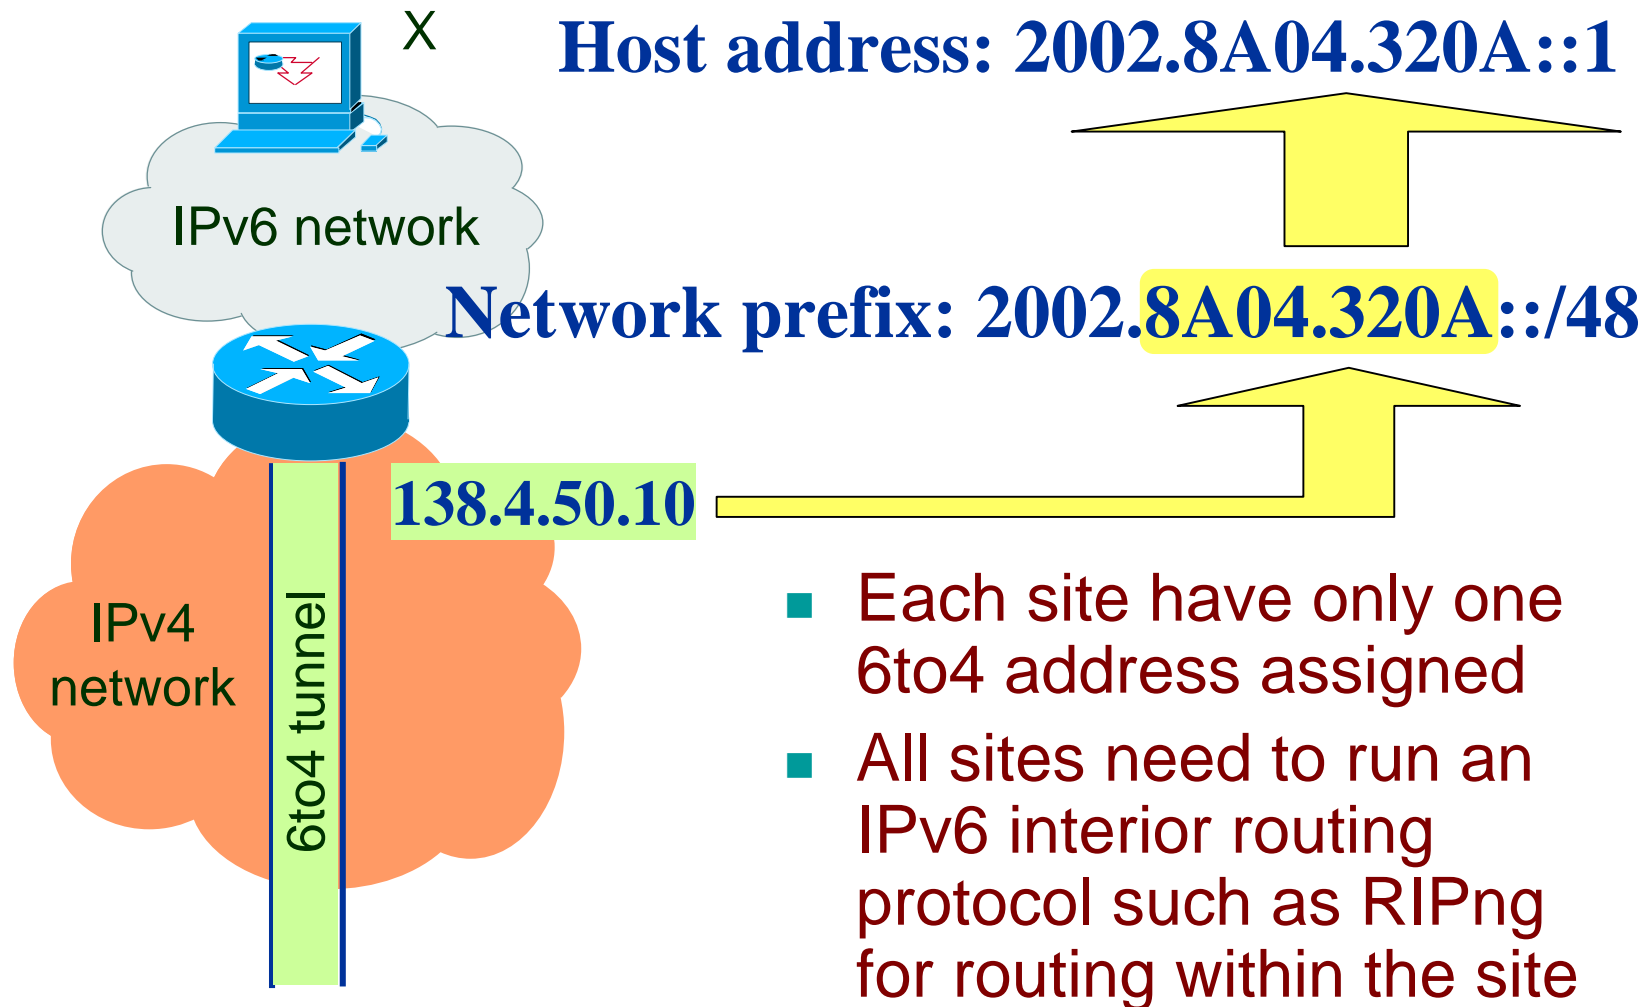 X
Host address: 2002.8A04.320A::1
IPv6 network
Network prefix: 2002.8A04.320A::/48
138.4.50.10
IPv4
network
6to4 tunnel
Each site have only one
6to4 address assigned
All sites need to run an
IPv6 interior routing
protocol such as RIPng
for routing within the site